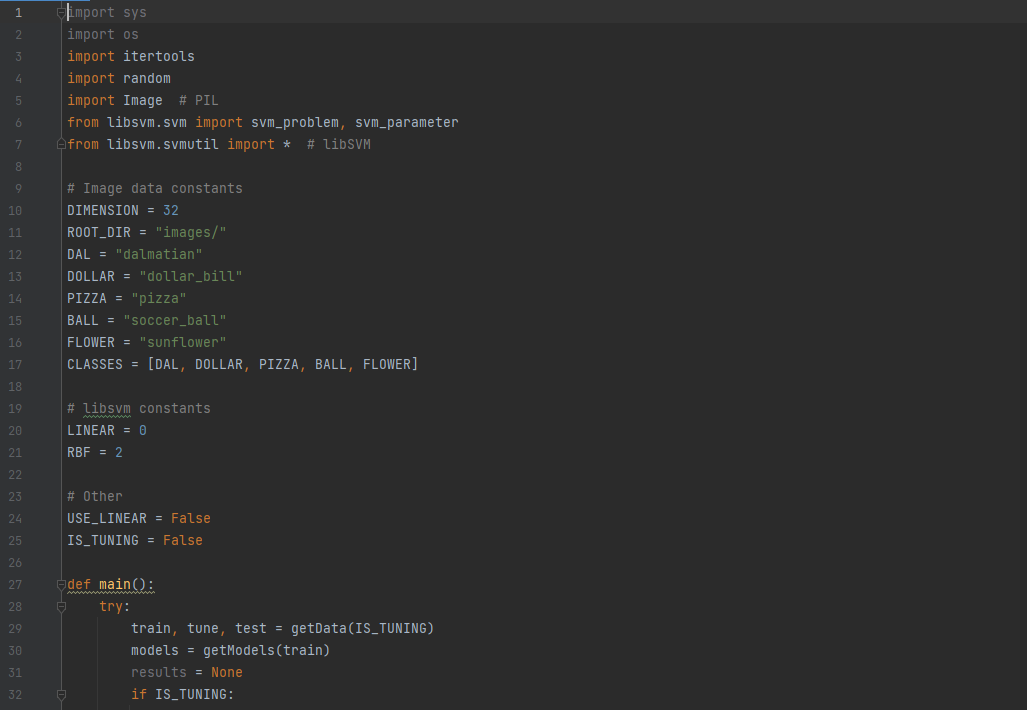 1 import sys
2 import os
3 import itertools
4 import random
5 import Image  # PIL
6 from libsvm.svm import svm_problem, svm_parameter
7 from libsvm.svmutil import *  # libSVM
8
9 # Image data constants
10 DIMENSION = 32
11 ROOT_DIR = "images/"
12 DAL = "dalmatian"
13 DOLLAR = "dollar_bill"
14 PIZZA = "pizza"
15 BALL = "soccer_ball"
16 FLOWER = "sunflower"
17 CLASSES = [DAL, DOLLAR, PIZZA, BALL, FLOWER]
18
19 # libsvm constants
20 LINEAR = 0
21 RBF = 2
22
23 # Other
24 USE_LINEAR = False
25 IS_TUNING = False
26
27 def main():
28     try:
29         train, tune, test = getData(IS_TUNING)
30         models = getModels(train)
31         results = None
32         if IS_TUNING: